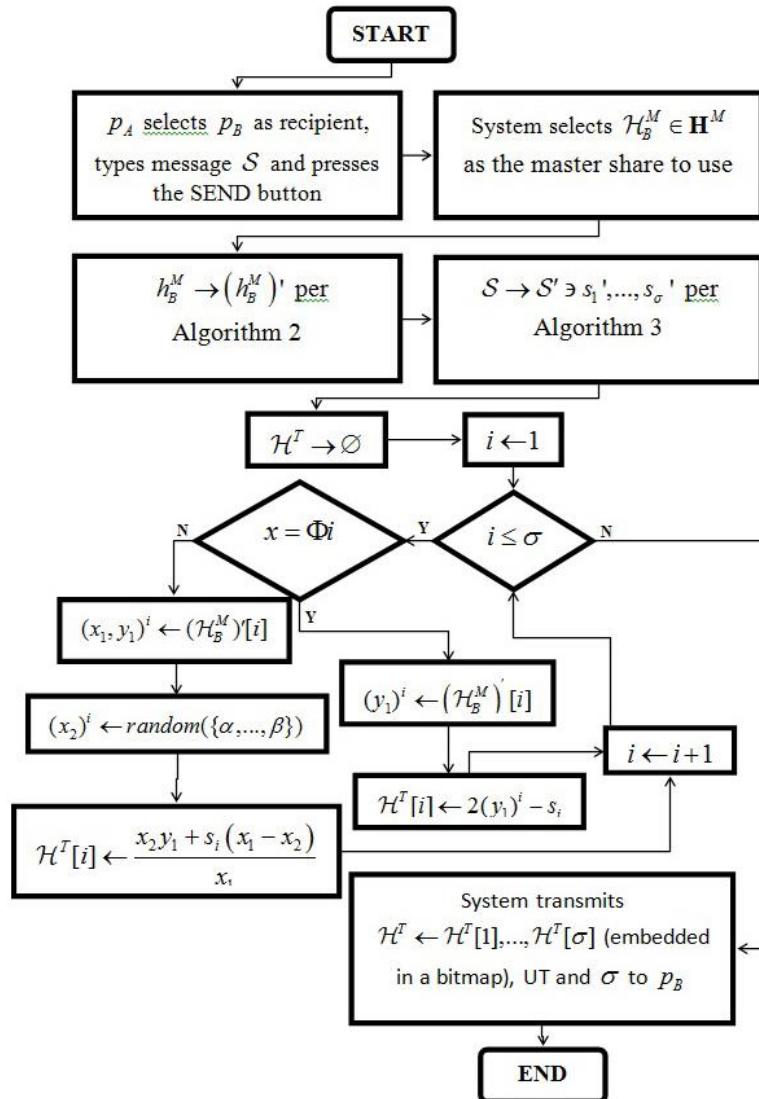 START
p_A selects p_B as recipient,
types message 𝒮 and presses
the SEND button
System selects ℋ_B^M ∈ 𝐇^M
as the master share to use
h_B^M → (h_B^M)' per
Algorithm 2
𝒮 → 𝒮' ∋ s_1',...,s_σ' per
Algorithm 3
ℋ^T → ∅
i ← 1
i ≤ σ
Y
N
x = Φi
N
Y
(x_1, y_1)^i ← (ℋ_B^M)'[i]
(x_2)^i ← random({α,...,β})
ℋ^T[i] ← (x_2 y_1 + s_i (x_1 − x_2)) / x_1
(y_1)^i ← (ℋ_B^M)'[i]
ℋ^T[i] ← 2(y_1)^i − s_i
i ← i+1
System transmits
ℋ^T ← ℋ^T[1],...,ℋ^T[σ] (embedded
in a bitmap), UT and σ to p_B
END